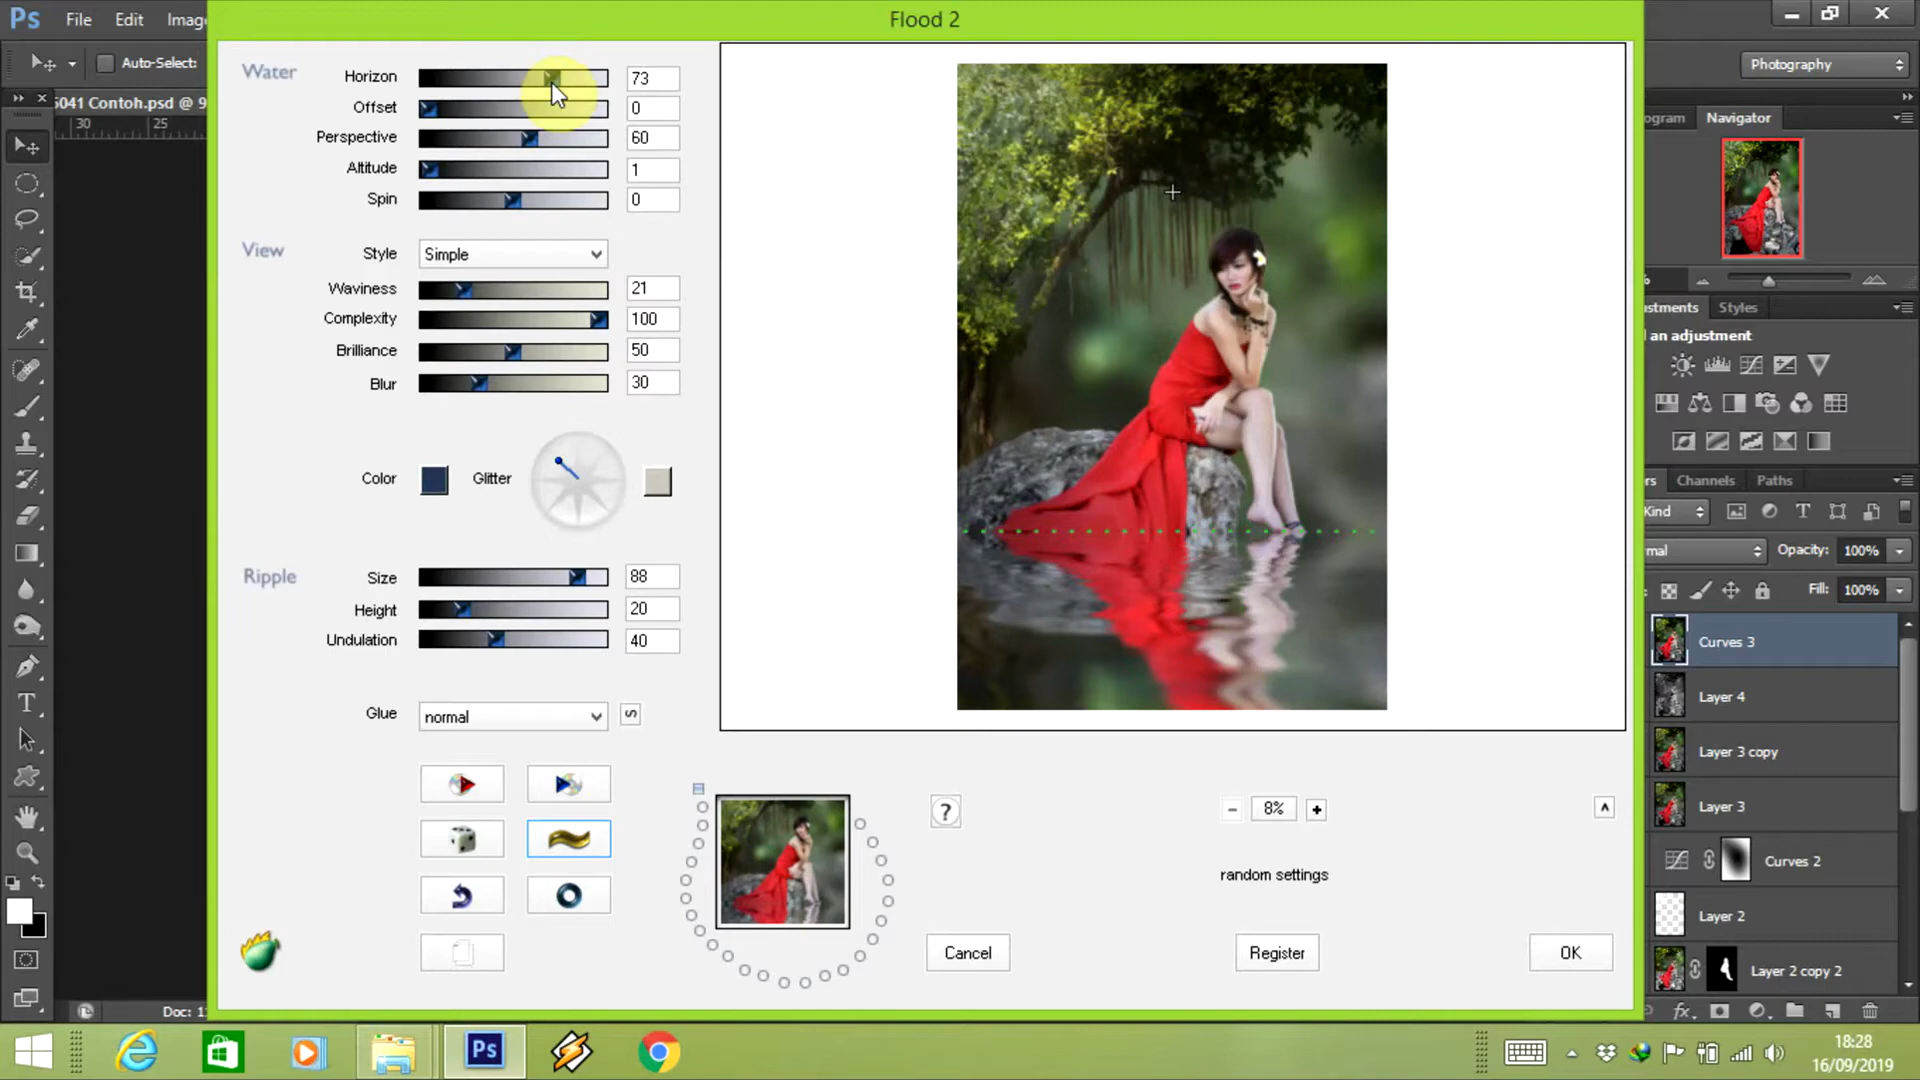 Ps File Edit Imag
Flood 2
Auto-Select:
Photography
5041 Contoh.psd @ 9
30 25
Water
Horizon 73
Offset 0
Perspective 60
Altitude 1
Spin 0
View
Style Simple
Waviness 21
Complexity 100
Brilliance 50
Blur 30
Color Glitter
Ripple
Size 88
Height 20
Undulation 40
Glue normal
?
8%
random settings
Cancel Register OK
Doc: 1
ogram Navigator
%
stments Styles
an adjustment
rs Channels Paths
Kind
mal Opacity: 100%
Fill: 100%
Curves 3
Layer 4
Layer 3 copy
Layer 3
Curves 2
Layer 2
Layer 2 copy 2
fx
Ps
18:28
16/09/2019